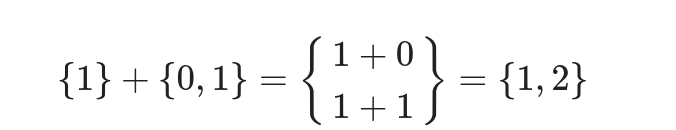 {1} + {0, 1} = { 1 + 0
1 + 1 } = {1, 2}